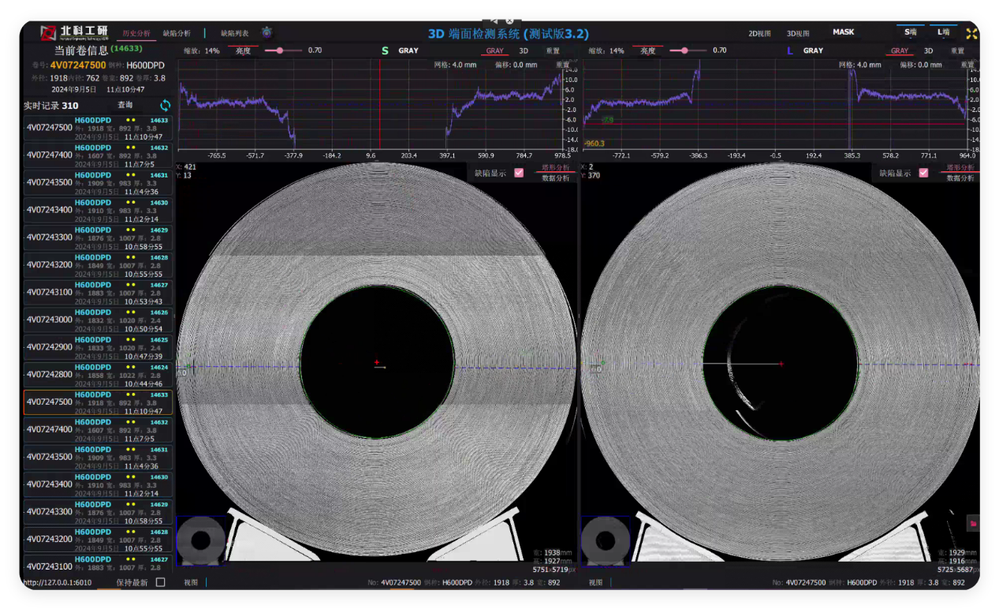 北科工研 历史分析 缺陷分析 缺陷列表 3D 端面检测系统 (测试版3.2) 2D视图 3D视图 MASK S端 L端
当前卷信息(14633)
卷号: 4V07247500 钢种: H600DPD
外径: 1918 内径: 762 卷宽: 892 卷厚: 3.8
2024年9月5日 11点10分47
实时记录 310 查询
4V07247500 H600DPD 14633
外: 1918 宽: 892 厚: 3.8
2024年9月5日 11点10分47
4V07247400 H600DPD 14632
外: 1607 宽: 892 厚: 3.8
2024年9月5日 11点7分5
4V07243500 H600DPD 14631
外: 1909 宽: 983 厚: 3.3
2024年9月5日 11点4分36
4V07243400 H600DPD 14630
外: 1910 宽: 983 厚: 3.3
2024年9月5日 11点2分14
4V07243300 H600DPD 14629
外: 1876 宽: 1007 厚: 2.8
2024年9月5日 10点58分55
4V07243200 H600DPD 14628
外: 1849 宽: 1007 厚: 2.8
2024年9月5日 10点55分55
4V07243100 H600DPD 14627
外: 1883 宽: 1007 厚: 2.8
2024年9月5日 10点53分43
4V07243000 H600DPD 14626
外: 1832 宽: 1020 厚: 2.4
2024年9月5日 10点50分54
4V07242900 H600DPD 14625
外: 1833 宽: 1020 厚: 2.4
2024年9月5日 10点47分39
4V07242800 H600DPD 14624
外: 1858 宽: 1022 厚: 2.8
2024年9月5日 10点44分46
4V07247500 H600DPD 14633
外: 1918 宽: 892 厚: 3.8
2024年9月5日 11点10分47
4V07247400 H600DPD 14632
外: 1607 宽: 892 厚: 3.8
2024年9月5日 11点7分5
4V07243500 H600DPD 14631
外: 1909 宽: 983 厚: 3.3
2024年9月5日 11点4分36
4V07243400 H600DPD 14630
外: 1910 宽: 983 厚: 3.3
2024年9月5日 11点2分14
4V07243300 H600DPD 14629
外: 1876 宽: 1007 厚: 2.8
2024年9月5日 10点58分55
4V07243200 H600DPD 14628
外: 1849 宽: 1007 厚: 2.8
2024年9月5日 10点55分55
4V07243100 H600DPD 14627
外: 1883 宽: 1007 厚: 2.8
http://127.0.0.1:6010 保持最新
缩放: 14% 亮度 0.70 S GRAY GRAY 3D 重置
网格: 4.0 mm 偏移: 0.0 mm 重置
14.0
10.0
6.0
2.0
-2.0
-6.0
-10.0
-14.0
-18.0
-765.5 -571.7 -377.9 -184.2 9.6 203.4 397.1 590.9 784.7 978.5
X: 421
Y: 13
缺陷显示 塔形分析
数据分析
宽: 1938mm
高: 1927mm
5751x5719px
视图 No: 4V07247500 钢种: H600DPD 外径: 1918 厚: 3.8 宽: 892
缩放: 14% 亮度 0.70 L GRAY GRAY 3D 重置
网格: 4.0 mm 偏移: 0.0 mm 重置
14.0
10.0
6.0
2.0
-2.0
-6.0
-10.0
-14.0
-18.0
-7.9
-960.3
-772.1 -579.2 -386.3 -193.4 -0.5 192.4 385.3 578.2 771.1 964.0
X: 2
Y: 370
缺陷显示 塔形分析
数据分析
宽: 1929mm
高: 1916mm
5725x5687px
视图 No: 4V07247500 钢种: H600DPD 外径: 1918 厚: 3.8 宽: 892